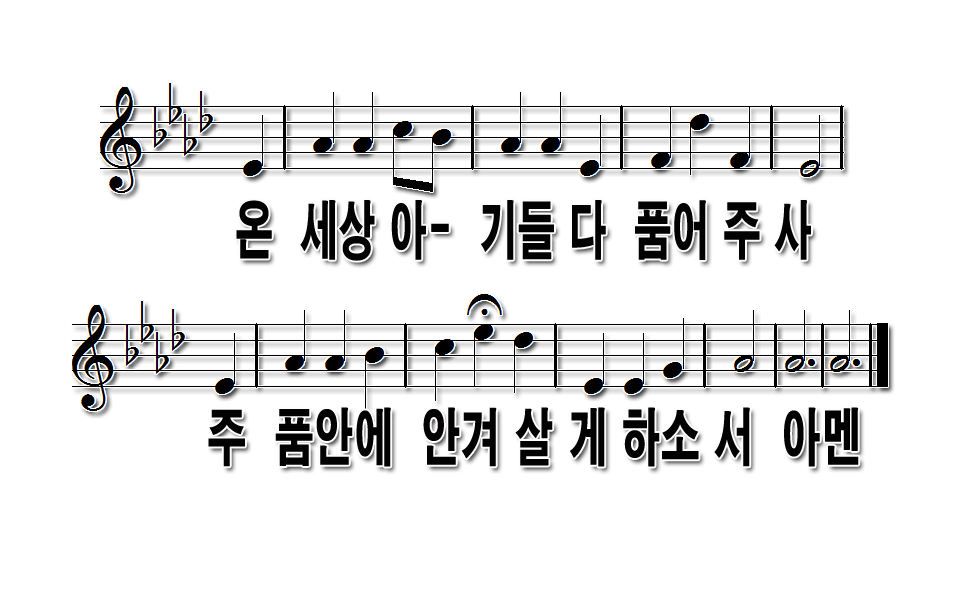 온 세상 아- 기들 다 품어 주 사
주 품안에 안겨 살 게 하소 서 아멘